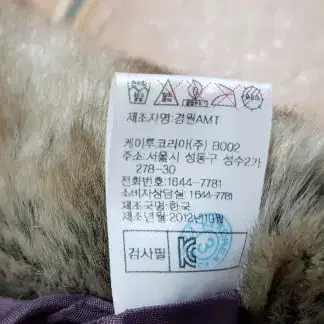 제조자명:경원AMT
케이투코리아(주) B002
주소:서울시 성동구 성수2가
278-30
전화번호:1644-7781
소비자상담실:1644-7781
제조국명:한국
제조년월:2012년10월
검사필